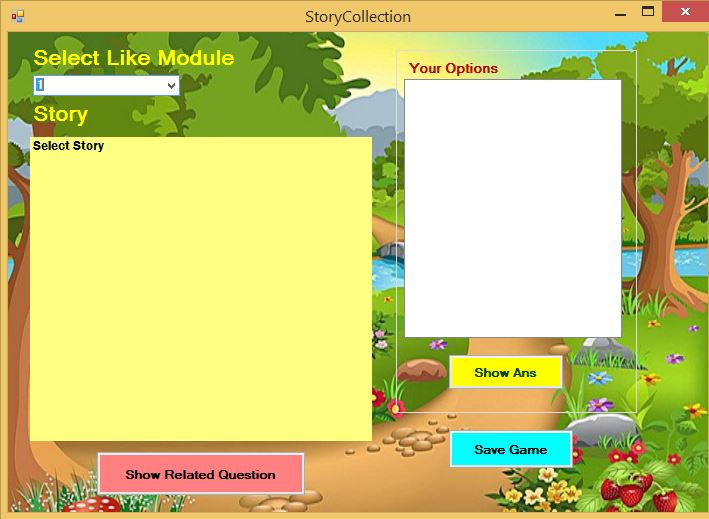 StoryCollection
Select Like Module
1
Story
Select Story
Show Related Question
Your Options
Show Ans
Save Game